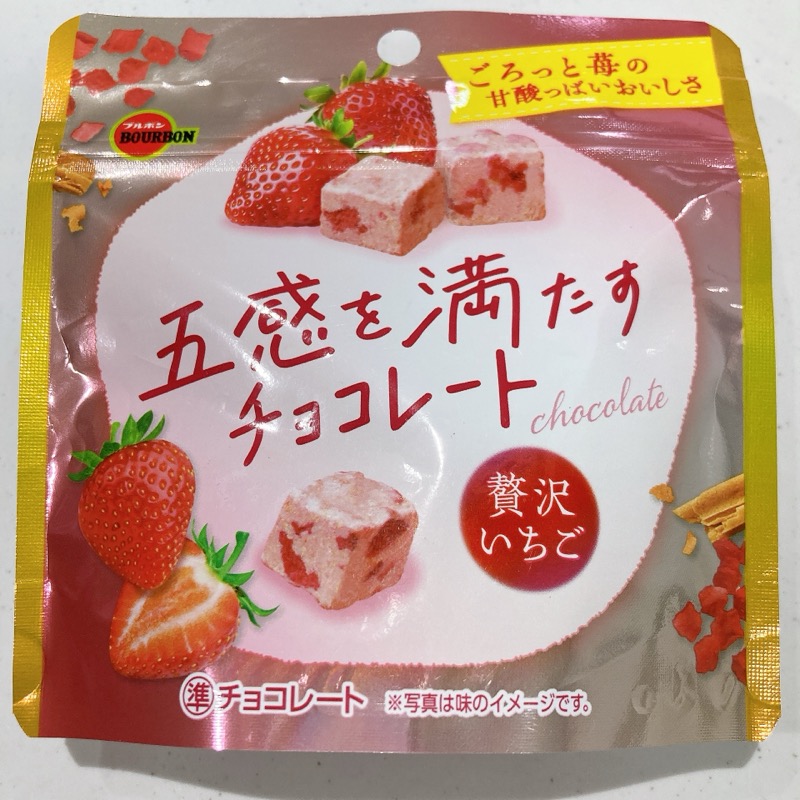 ごろっと苺の
甘酸っぱいおいしさ
ブルボン
BOURBON
五感を満たす
チョコレート
chocolate
贅沢
いちご
準チョコレート ※写真は味のイメージです。